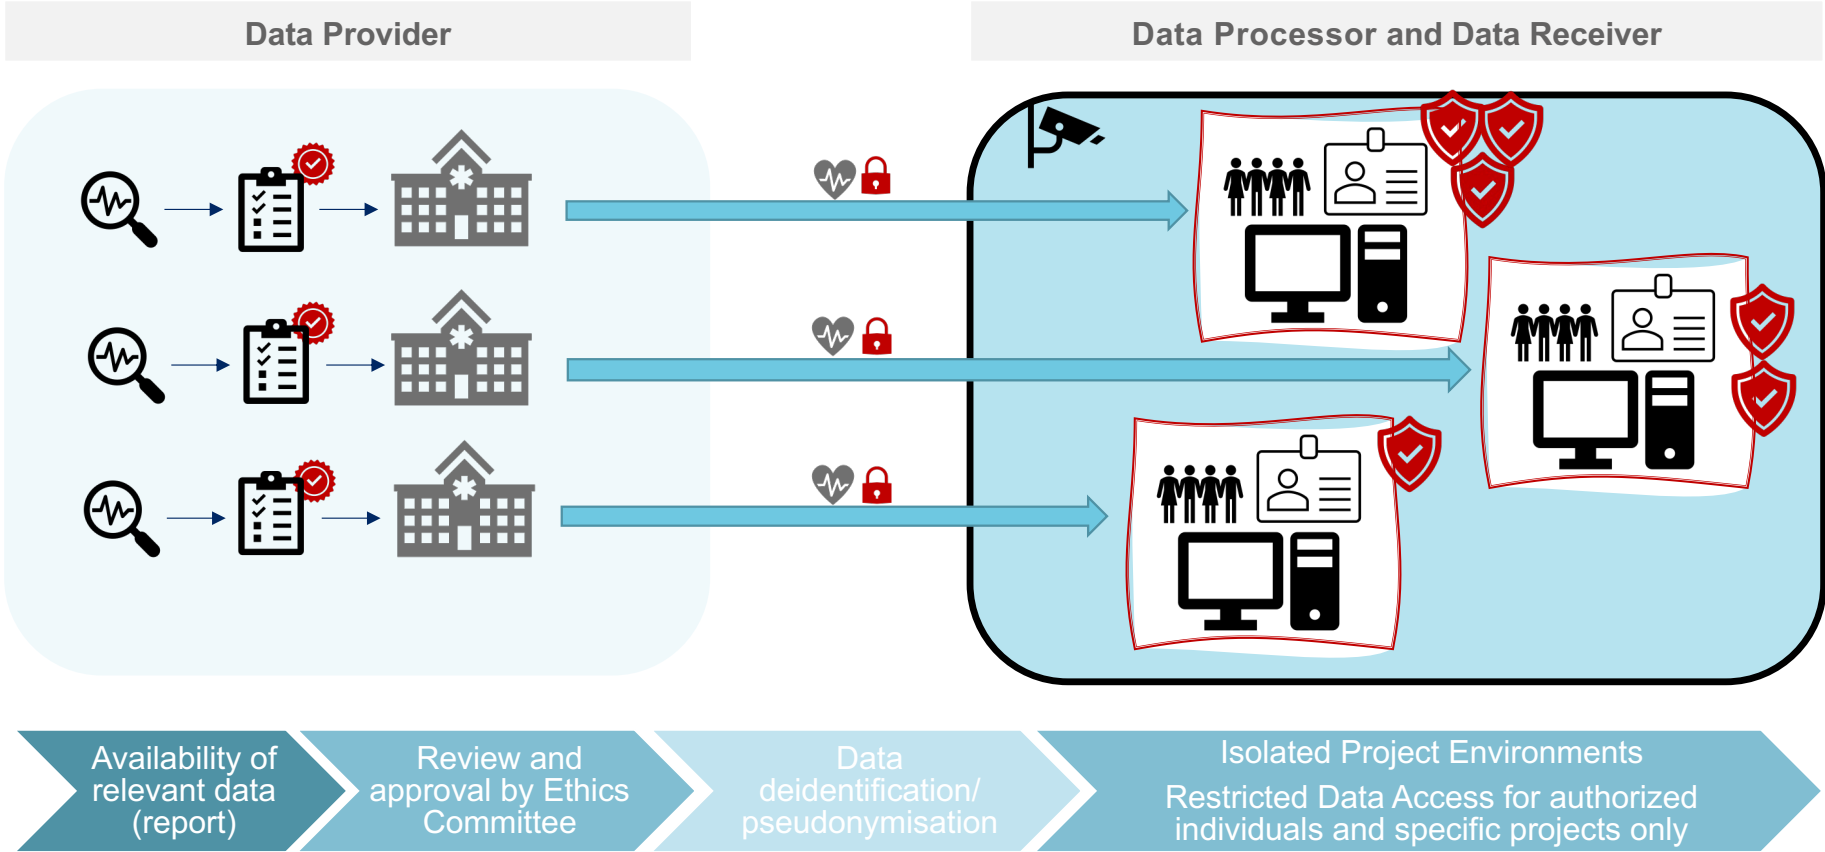 Data Provider
Data Processor and Data Receiver
Availability of
relevant data
(report)
Review and
approval by Ethics
Committee
Data
deidentification/
pseudonymisation
Isolated Project Environments
Restricted Data Access for authorized
individuals and specific projects only